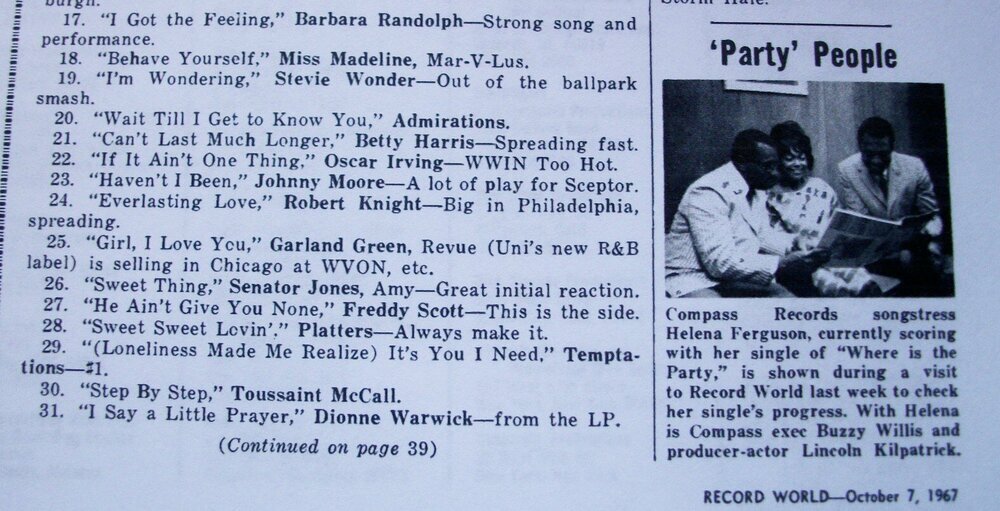 burgh.
17. "I Got the Feeling," Barbara Randolph—Strong song and
performance.
18. "Behave Yourself," Miss Madeline, Mar-V-Lus.
19. "I'm Wondering," Stevie Wonder—Out of the ballpark
smash.
20. "Wait Till I Get to Know You," Admirations.
21. "Can't Last Much Longer," Betty Harris—Spreading fast.
22. "If It Ain't One Thing," Oscar Irving—WWIN Too Hot.
23. "Haven't I Been," Johnny Moore—A lot of play for Sceptor.
24. "Everlasting Love," Robert Knight—Big in Philadelphia,
spreading.
25. "Girl, I Love You," Garland Green, Revue (Uni's new R&B
label) is selling in Chicago at WVON, etc.
26. "Sweet Thing," Senator Jones, Amy—Great initial reaction.
27. "He Ain't Give You None," Freddy Scott—This is the side.
28. "Sweet Sweet Lovin'." Platters—Always make it.
29. "(Loneliness Made Me Realize) It's You I Need," Tempta-
tions—#1.
30. "Step By Step," Toussaint McCall.
31. "I Say a Little Prayer," Dionne Warwick—from the LP.
(Continued on page 39)
'Party' People
Compass Records songstress
Helena Ferguson, currently scoring
with her single of "Where is the
Party," is shown during a visit
to Record World last week to check
her single's progress. With Helena
is Compass exec Buzzy Willis and
producer-actor Lincoln Kilpatrick.
RECORD WORLD—October 7, 1967